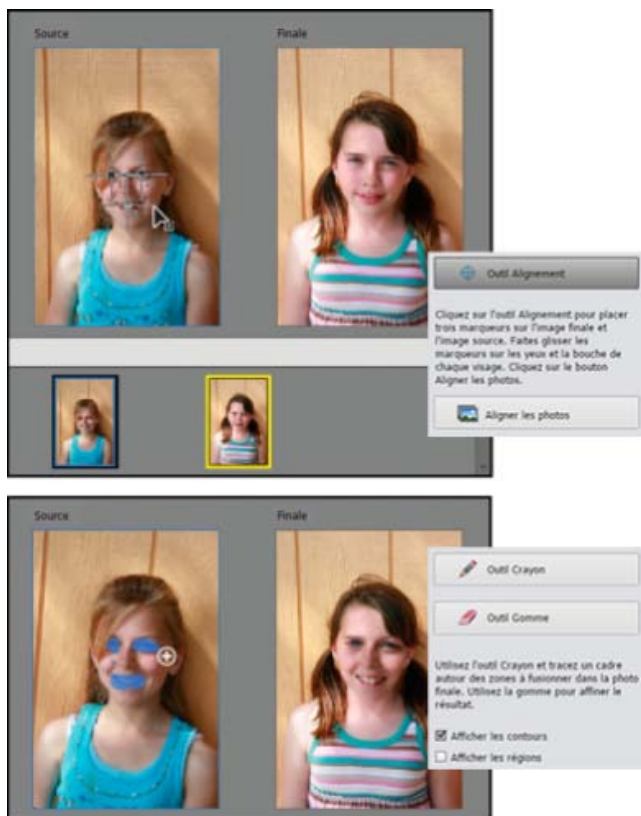 Source
Finale
Outil Alignement
Cliquez sur l'outil Alignement pour placer
trois marqueurs sur l'image finale et
l'image source. Faites glisser les
marqueurs sur les yeux et la bouche de
chaque visage. Cliquez sur le bouton
Aligner les photos.
Aligner les photos
Source
Finale
Outil Crayon
Outil Gomme
Utilisez l'outil Crayon et tracez un cadre
autour des zones à fusionner dans la photo
finale. Utilisez la gomme pour affiner le
résultat.
Afficher les contours
Afficher les régions